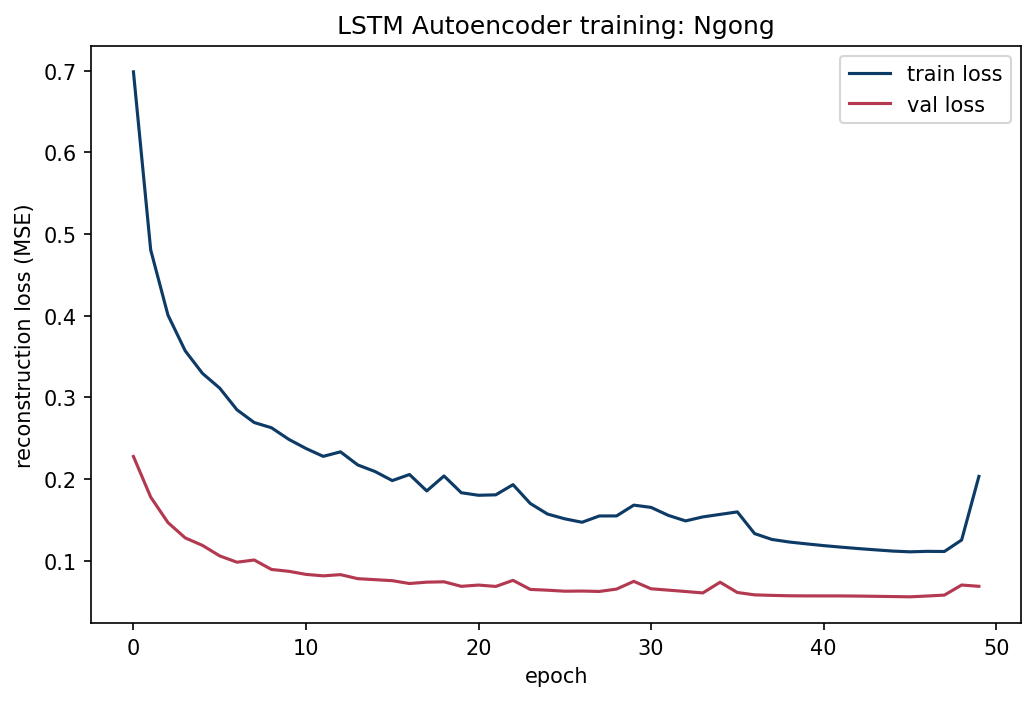 LSTM Autoencoder training: Ngong
train loss
val loss
reconstruction loss (MSE)
0.7
0.6
0.5
0.4
0.3
0.2
0.1
0 10 20 30 40 50
epoch